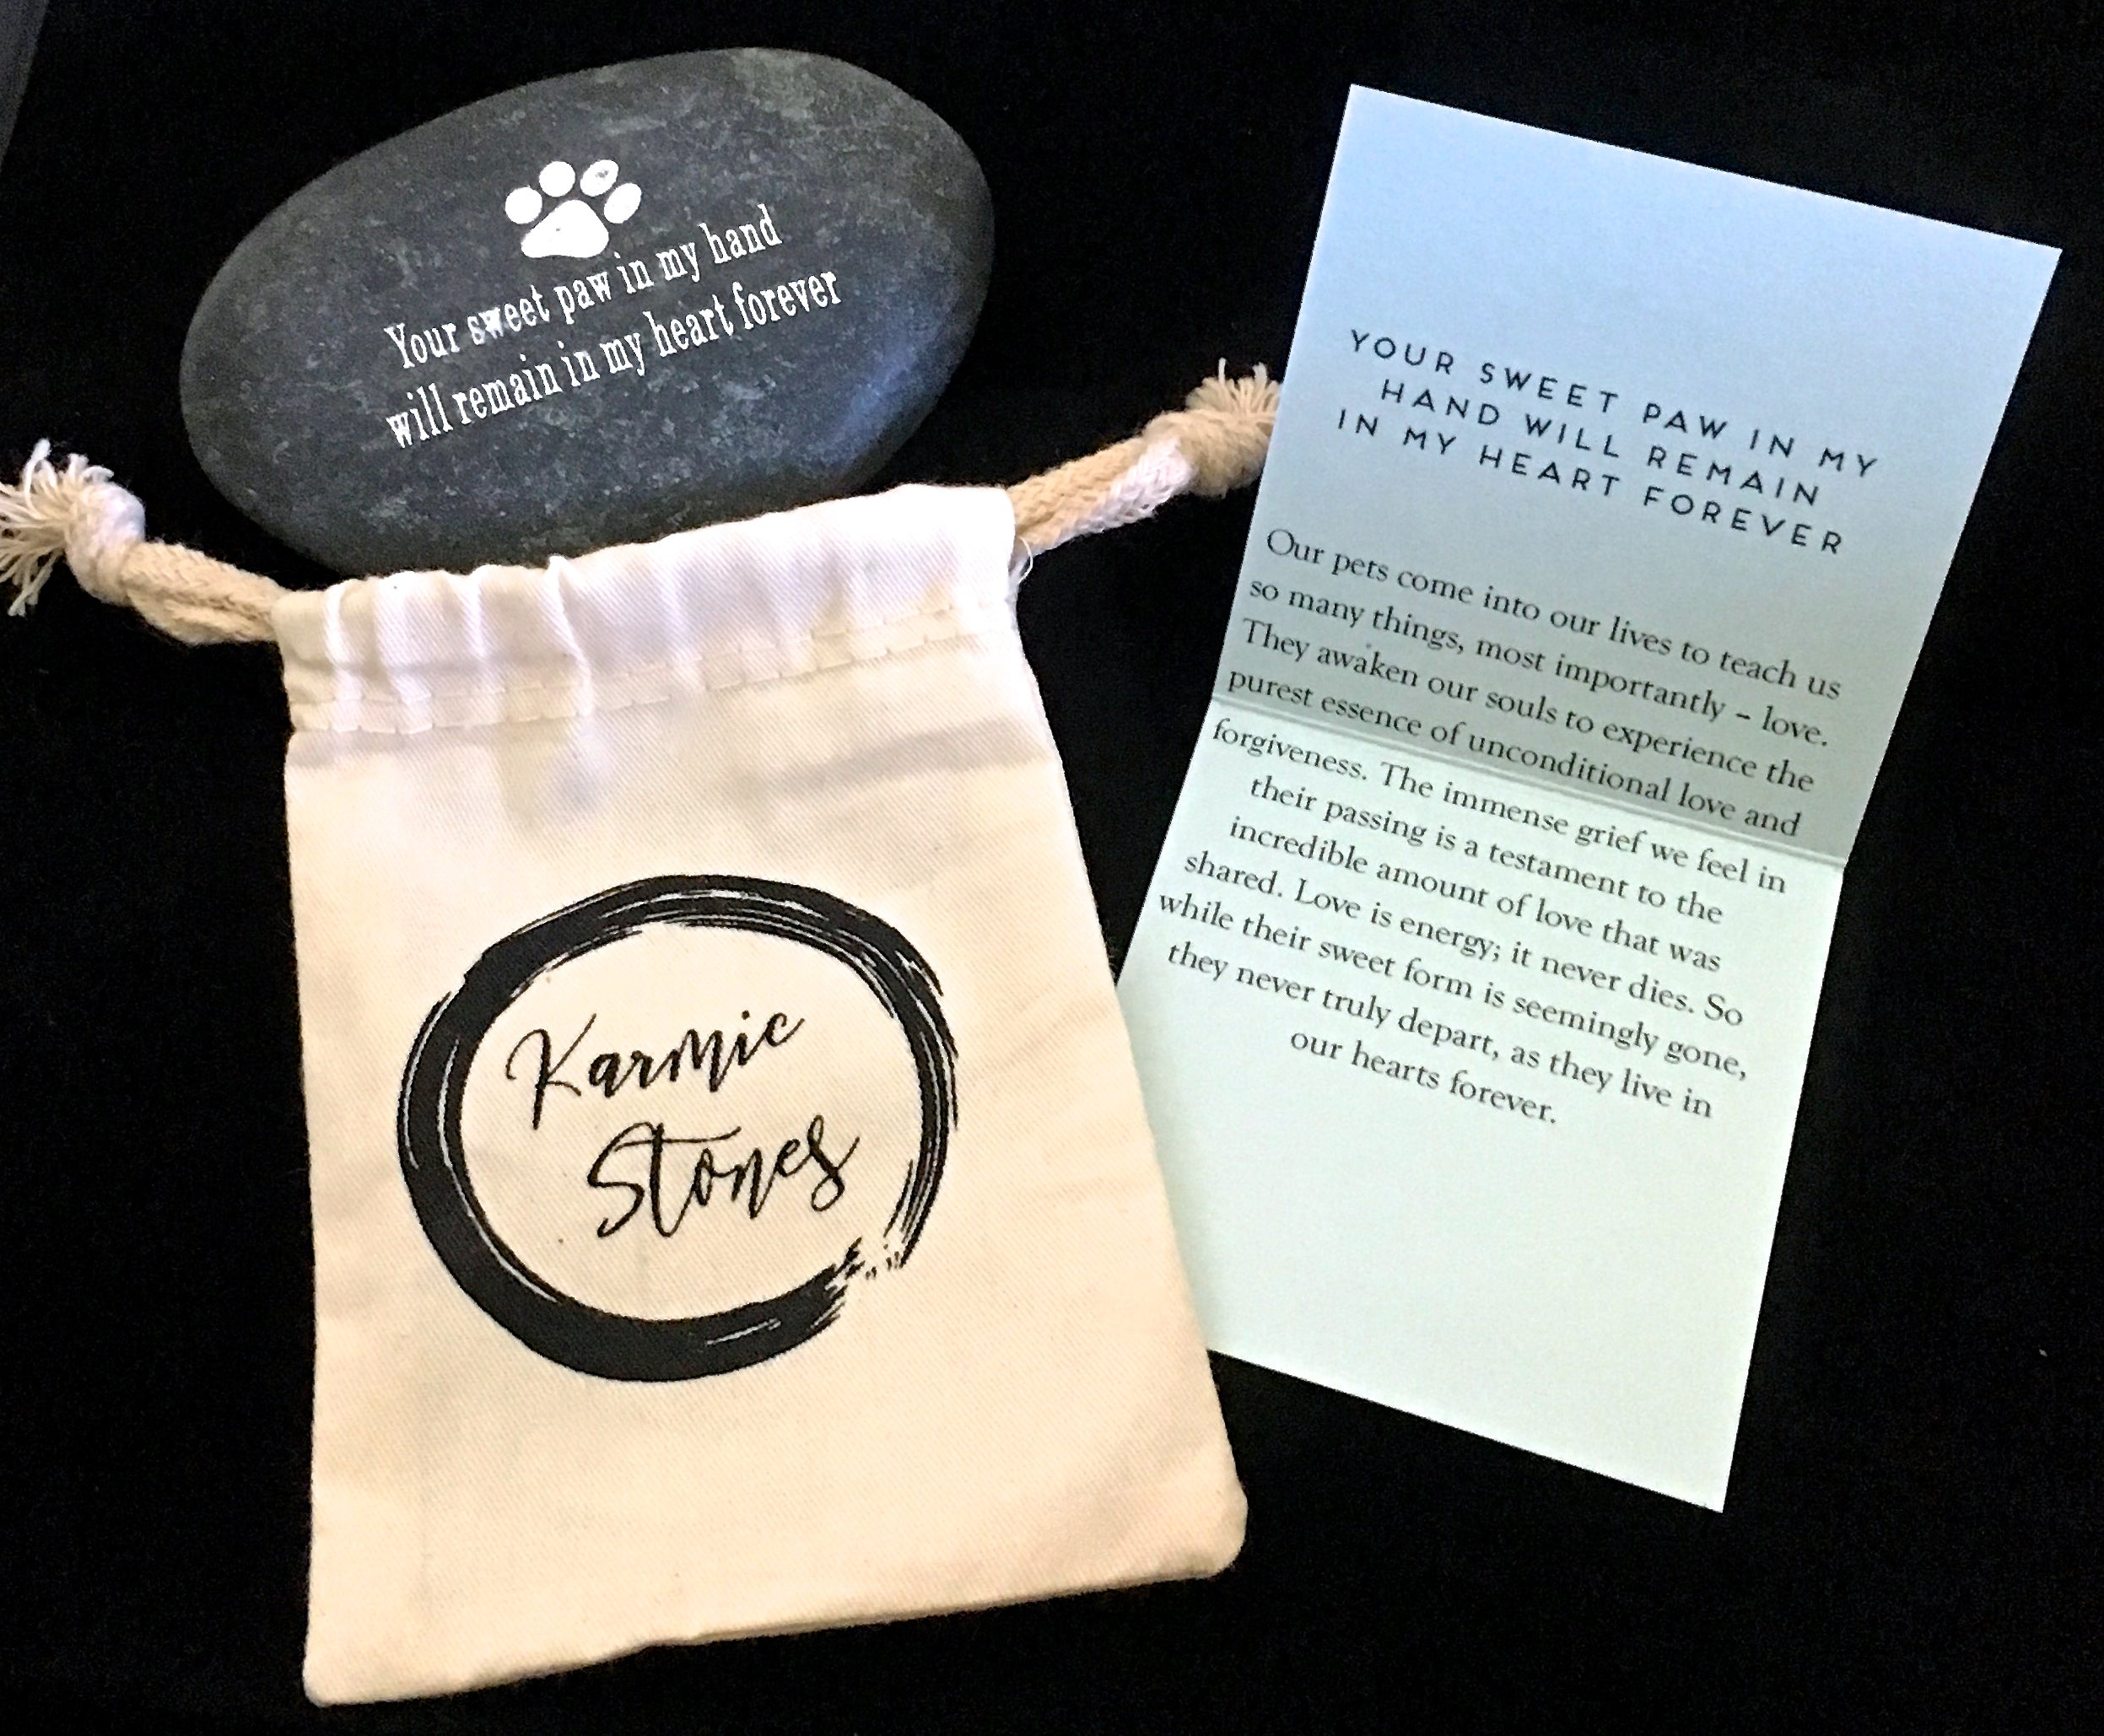 Your sweet paw in my hand
will remain in my heart forever
Karmic
Stones
YOUR SWEET PAW IN MY
HAND WILL REMAIN
IN MY HEART FOREVER
Our pets come into our lives to teach us
so many things, most importantly – love.
They awaken our souls to experience the
purest essence of unconditional love and
forgiveness. The immense grief we feel in
their passing is a testament to the
incredible amount of love that was
shared. Love is energy; it never dies. So
while their sweet form is seemingly gone,
they never truly depart, as they live in
our hearts forever.